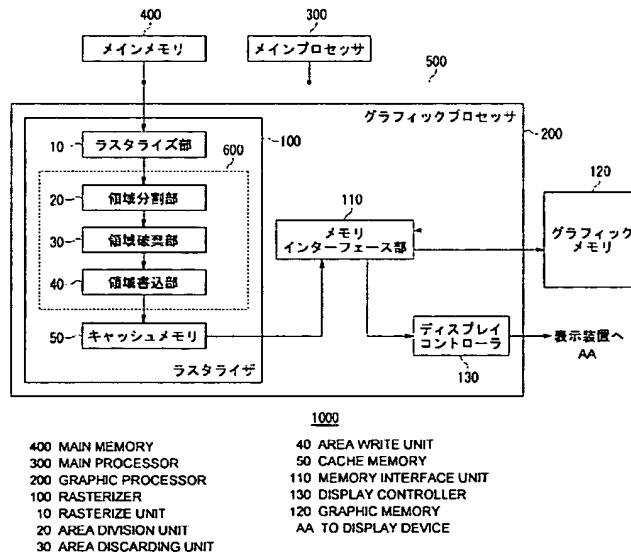 400
300
メインメモリ
メインプロセッサ
500
グラフィックプロセッサ
10
ラスタライズ部
100
200
600
20
領域分割部
110
120
30
領域破棄部
メモリ
インターフェース部
グラフィック
メモリ
40
領域書込部
50
キャッシュメモリ
ディスプレイ
コントローラ
表示装置へ
AA
ラスタライザ
130
1000
400 MAIN MEMORY
300 MAIN PROCESSOR
200 GRAPHIC PROCESSOR
100 RASTERIZER
10 RASTERIZE UNIT
20 AREA DIVISION UNIT
30 AREA DISCARDING UNIT
40 AREA WRITE UNIT
50 CACHE MEMORY
110 MEMORY INTERFACE UNIT
130 DISPLAY CONTROLLER
120 GRAPHIC MEMORY
AA TO DISPLAY DEVICE